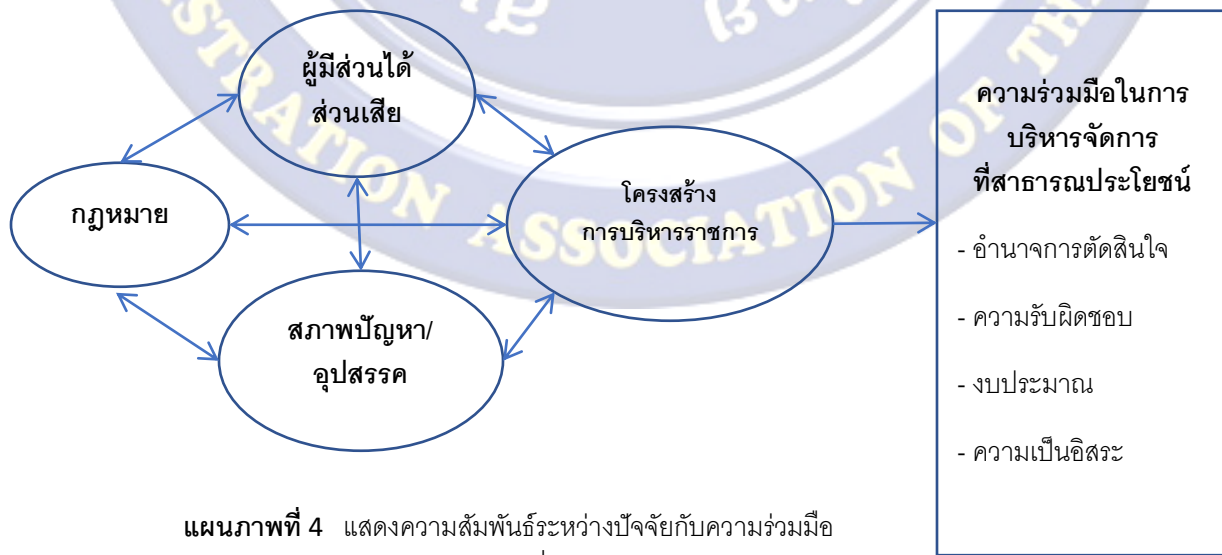 ผู้มีส่วนได้
ส่วนเสีย
กฎหมาย
โครงสร้าง
การบริหารราชการ
สภาพปัญหา/
อุปสรรค
ความร่วมมือในการ
บริหารจัดการ
ที่สาธารณประโยชน์
- อำนาจการตัดสินใจ
- ความรับผิดชอบ
- งบประมาณ
- ความเป็นอิสระ
STRATION ASSOCIATION OF THA
แผนภาพที่ 4 แสดงความสัมพันธ์ระหว่างปัจจัยกับความร่วมมือ